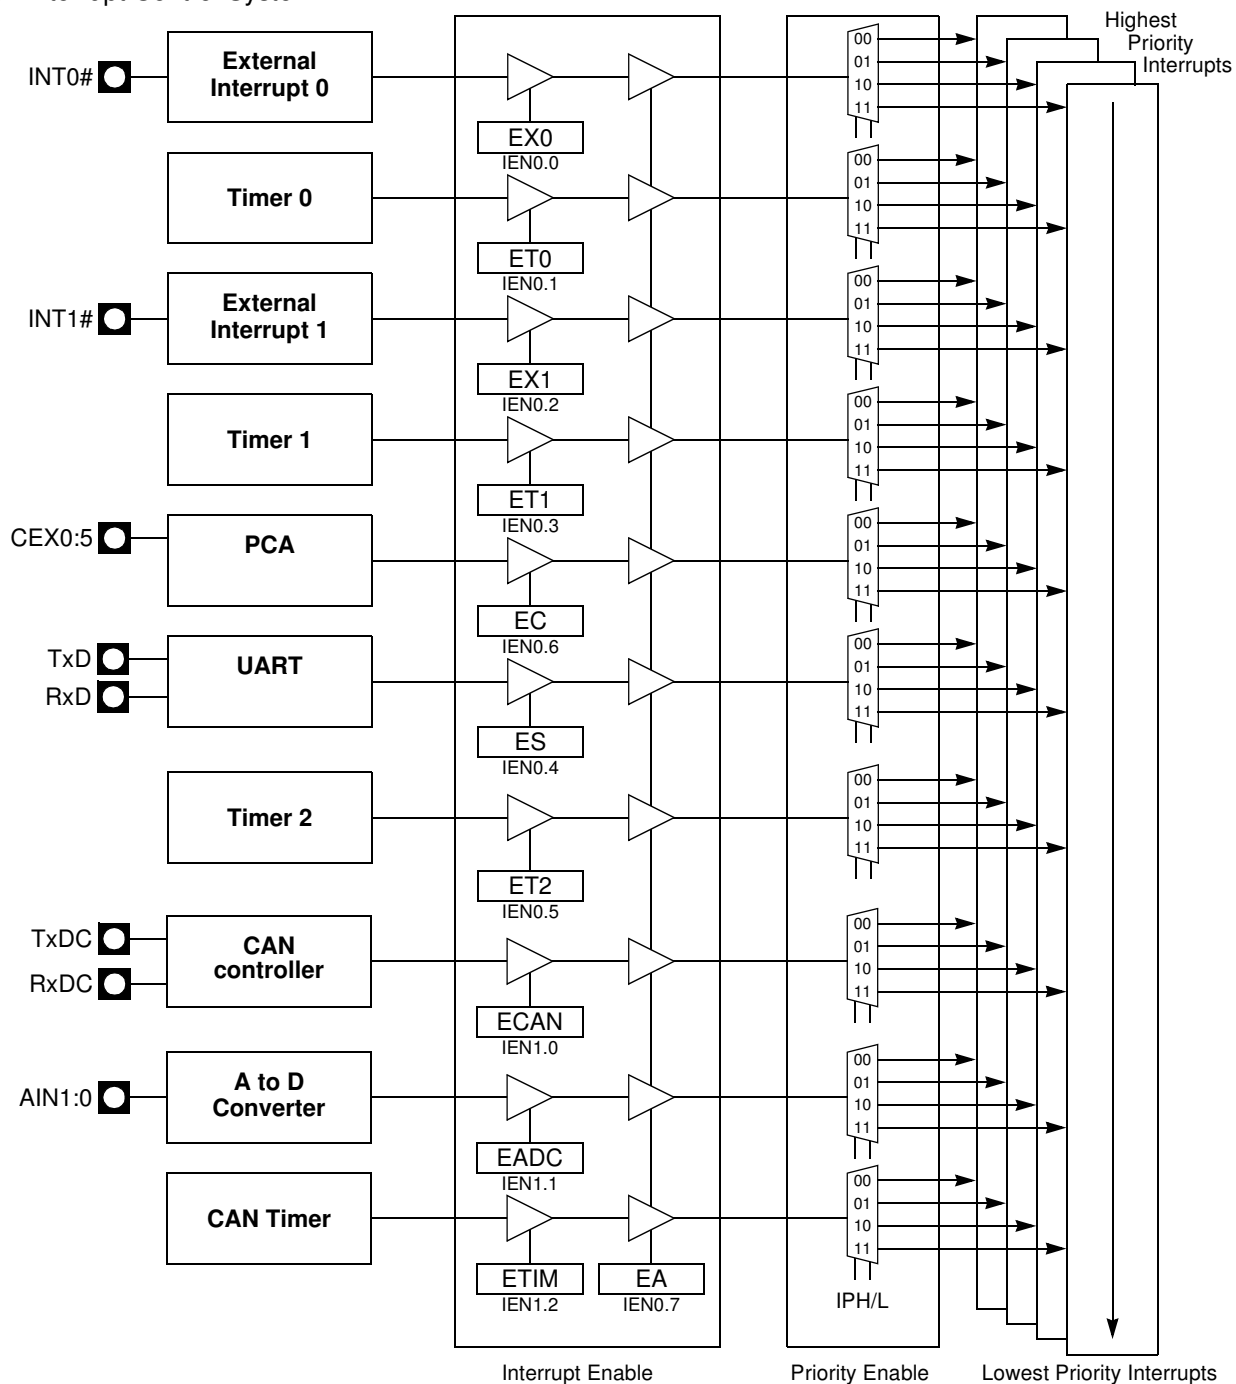 Highest
Priority
Interrupts
INT0#
External
Interrupt 0
EX0
IEN0.0
00
01
10
11
Timer 0
ET0
IEN0.1
00
01
10
11
INT1#
External
Interrupt 1
EX1
IEN0.2
00
01
10
11
Timer 1
ET1
IEN0.3
00
01
10
11
CEX0:5
PCA
EC
IEN0.6
00
01
10
11
TxD
RxD
UART
ES
IEN0.4
00
01
10
11
Timer 2
ET2
IEN0.5
00
01
10
11
TxDC
RxDC
CAN
controller
ECAN
IEN1.0
00
01
10
11
AIN1:0
A to D
Converter
EADC
IEN1.1
00
01
10
11
CAN Timer
ETIM
IEN1.2
EA
IEN0.7
00
01
10
11
IPH/L
Interrupt Enable
Priority Enable
Lowest Priority Interrupts